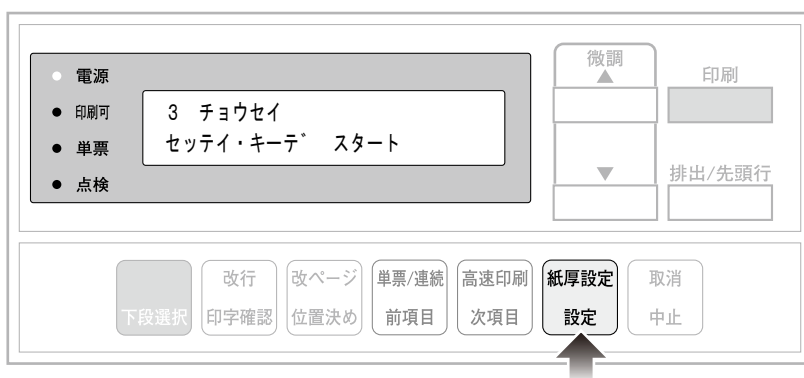 電源
印刷可
単票
点検
3 チョウセイ
セッテイ・キーデﾞ スタート
微調
▲
▼
印刷
排出/先頭行
下段選択
改行
印字確認
改ページ
位置決め
単票/連続
前項目
高速印刷
次項目
紙厚設定
設定
取消
中止